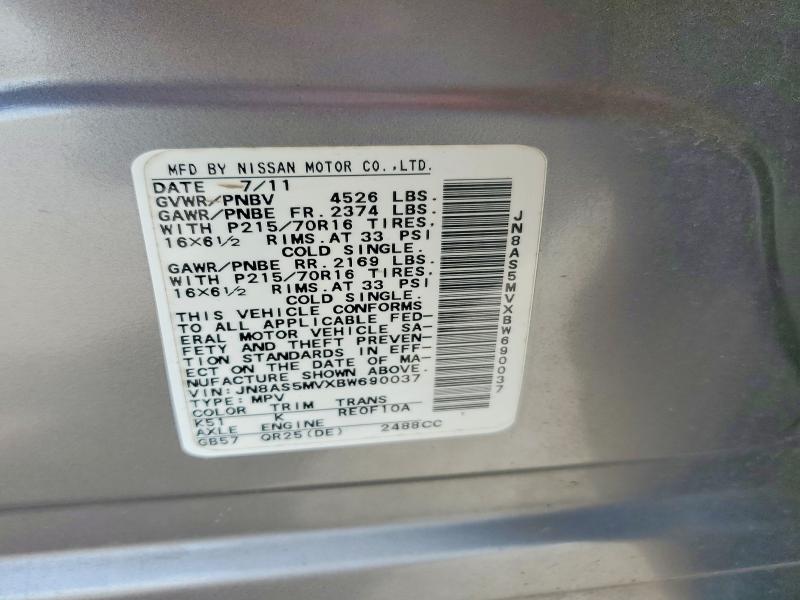 MFD BY NISSAN MOTOR CO.,LTD.
DATE 7/11
GVWR/PNBV 4526 LBS.
GAWR/PNBE FR. 2374 LBS.
WITH P215/70R16 TIRES.
16X6½ RIMS.AT 33 PSI
COLD SINGLE.
GAWR/PNBE RR. 2169 LBS.
WITH P215/70R16 TIRES.
16X6½ RIMS.AT 33 PSI
COLD SINGLE.
THIS VEHICLE CONFORMS
TO ALL APPLICABLE FED-
ERAL MOTOR VEHICLE SA-
FETY AND THEFT PREVEN-
TION STANDARDS IN EFF-
ECT ON THE DATE OF MA-
NUFACTURE SHOWN ABOVE.
VIN: JN8AS5MVXBW690037
TYPE: MPV
COLOR TRIM TRANS
K51 K RE0F10A
AXLE ENGINE
GB57 QR25(DE) 2488CC
JN8AS5MVXBW690037